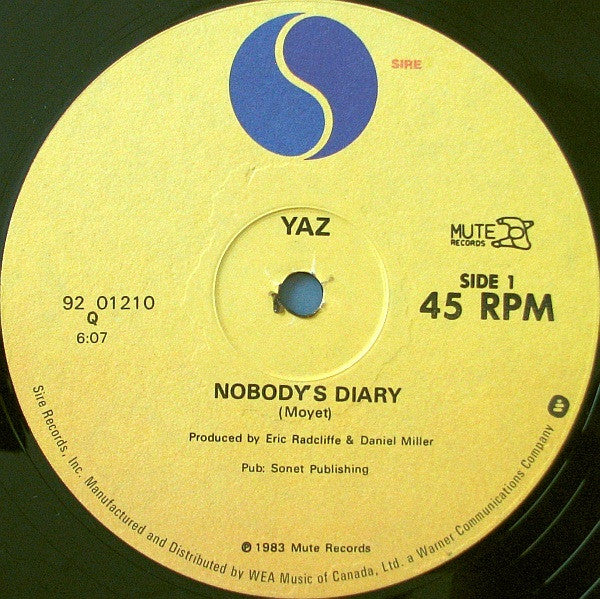 SIRE
YAZ
MUTE
RECORDS
SIDE 1
45 RPM
92 01210
Q
6:07
NOBODY'S DIARY
(Moyet)
Produced by Eric Radcliffe & Daniel Miller
Pub: Sonet Publishing
℗ 1983 Mute Records
Sire Records, Inc. Manufactured and Distributed by WEA Music of Canada, Ltd. a Warner Communications Company